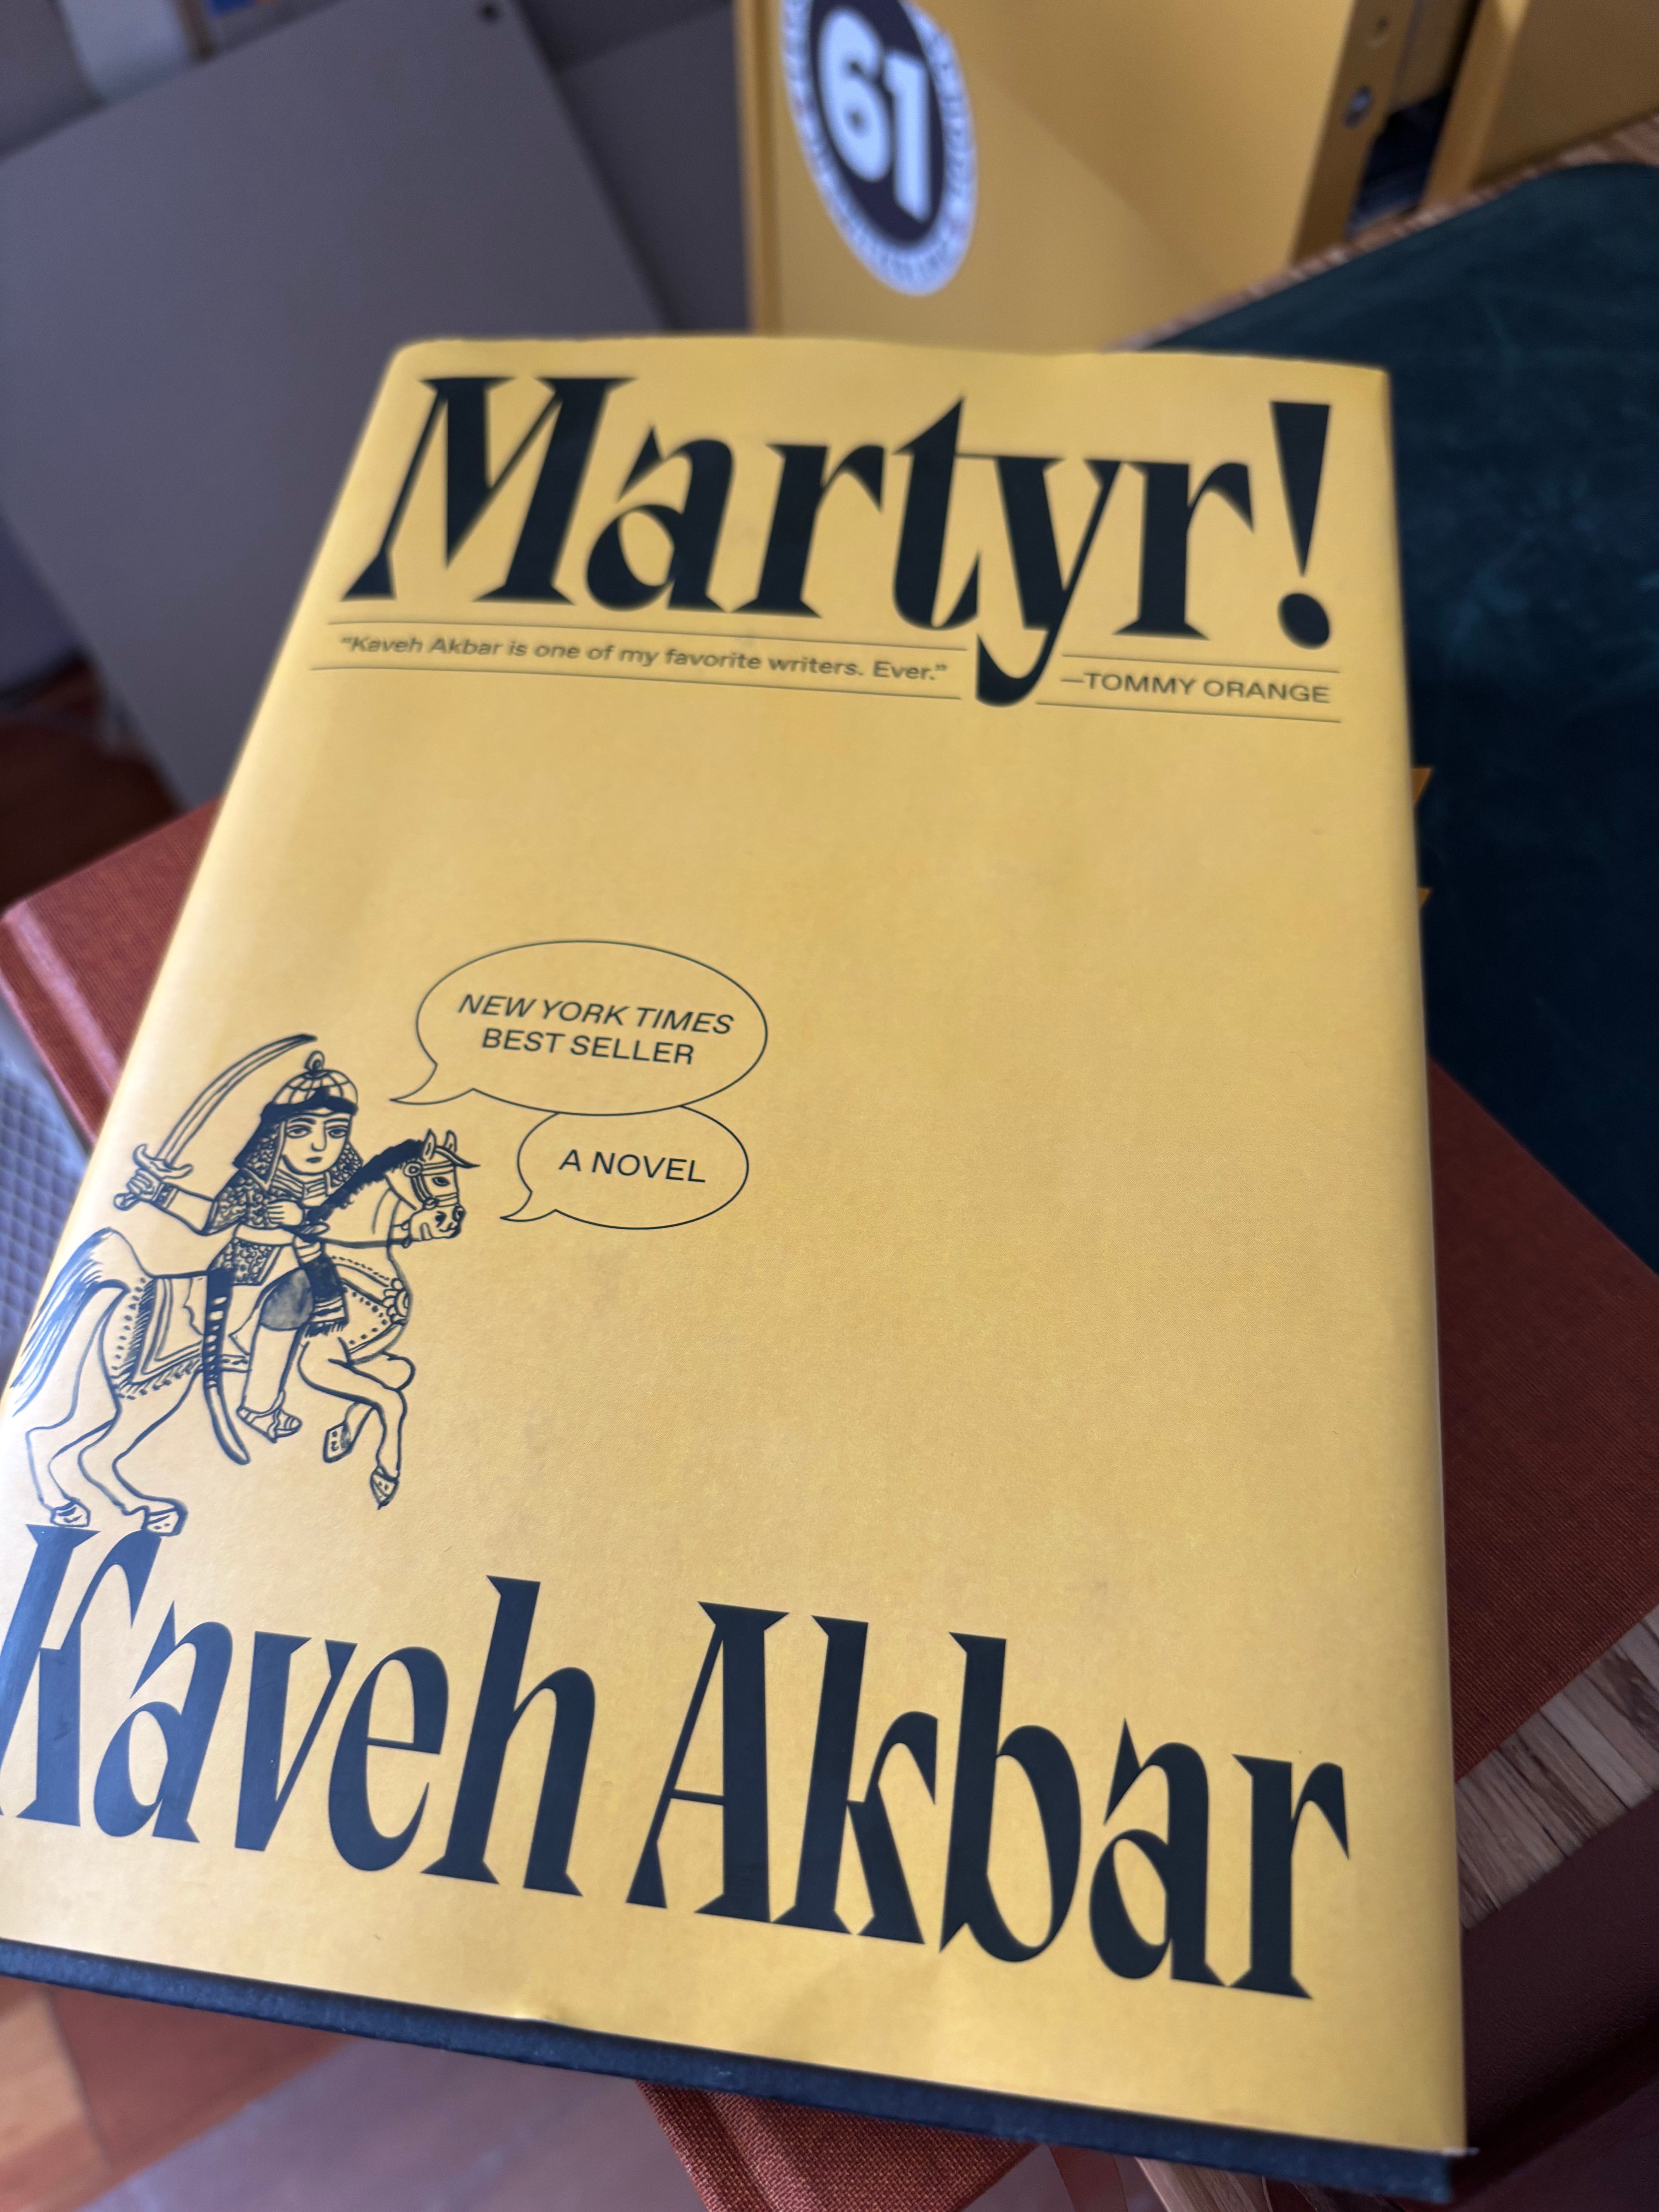 61
Martyr!
"Kaveh Akbar is one of my favorite writers. Ever." —TOMMY ORANGE
NEW YORK TIMES
BEST SELLER
A NOVEL
Kaveh Akbar